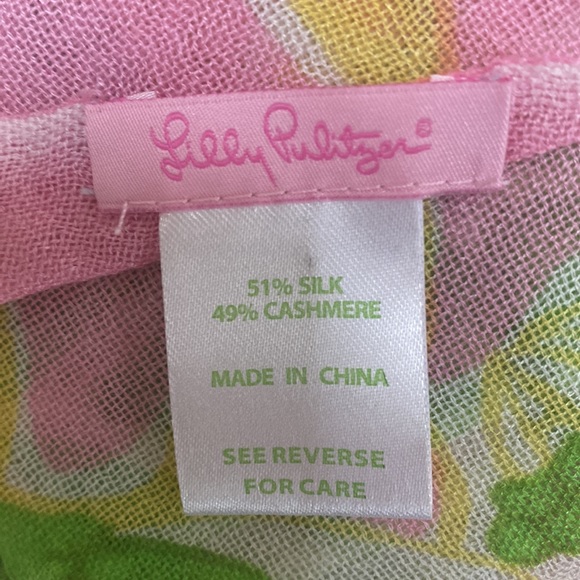 Lilly Pulitzer®
51% SILK
49% CASHMERE
MADE IN CHINA
SEE REVERSE
FOR CARE